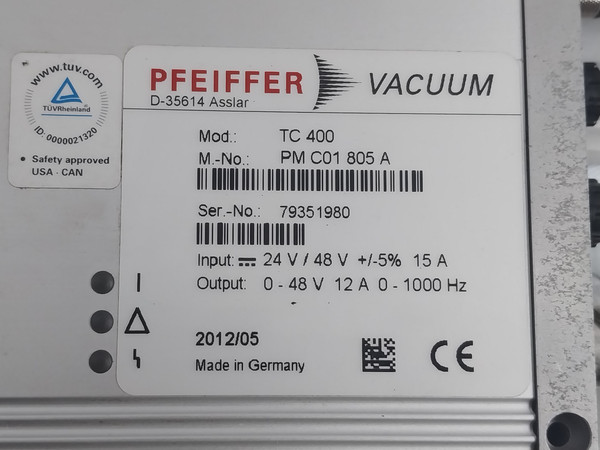 www.tuv.com
TÜVRheinland
ID: 0000021320
• Safety approved
USA - CAN
PFEIFFER VACUUM
D-35614 Asslar
Mod.: TC 400
M.-No.: PM C01 805 A
Ser.-No.: 79351980
Input: 24 V / 48 V +/-5% 15 A
Output: 0 - 48 V 12 A 0 - 1000 Hz
2012/05
Made in Germany
CE